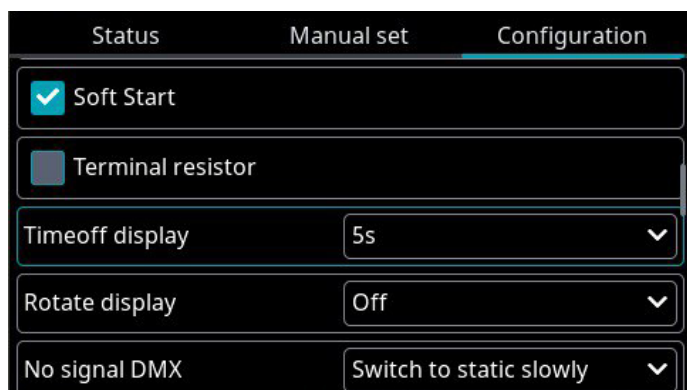 Status Manual set Configuration
Soft Start
Terminal resistor
Timeoff display 5s
Rotate display Off
No signal DMX Switch to static slowly